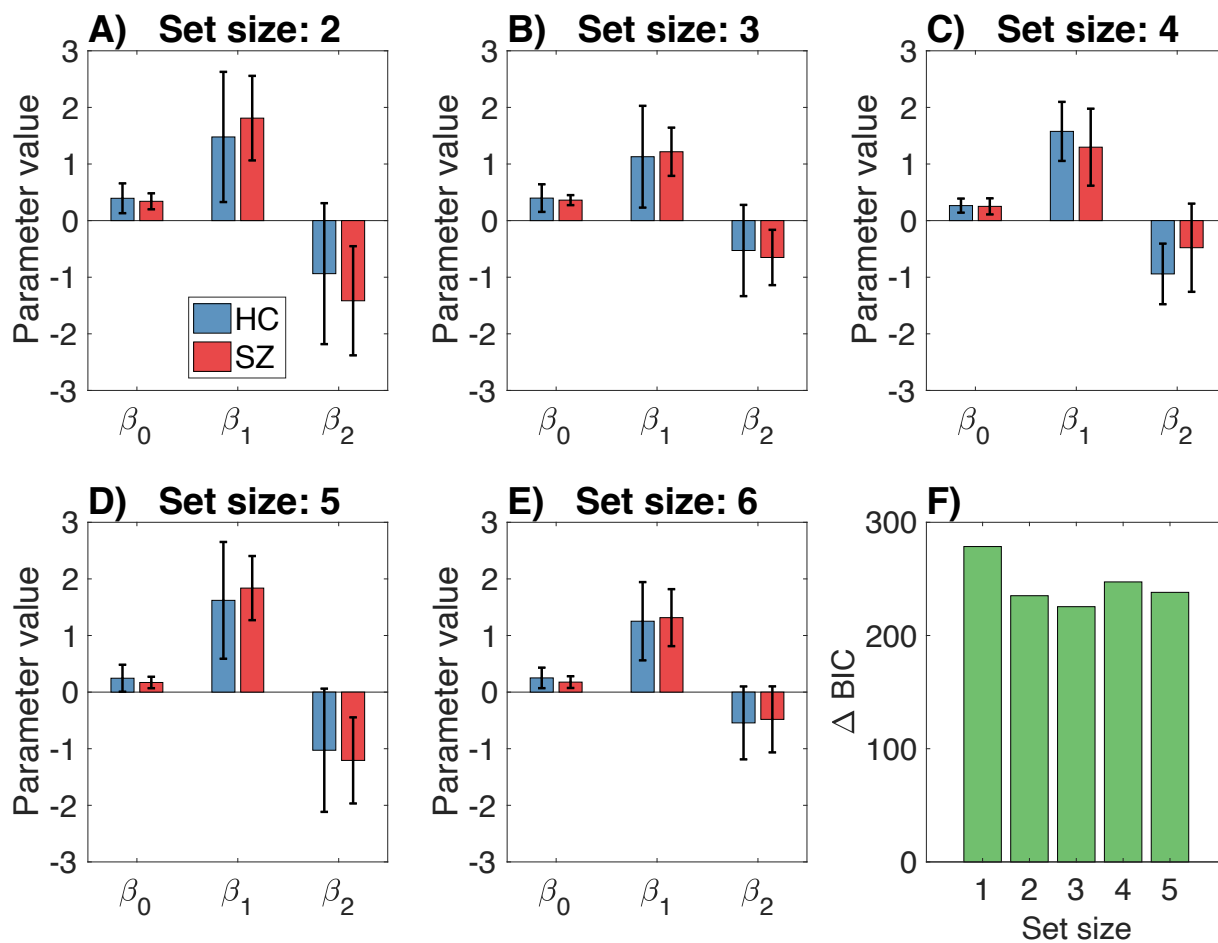 A) Set size: 2
3
2
1
0
-1
-2
-3
Parameter value
HC
SZ
β0 β1 β2
B) Set size: 3
3
2
1
0
-1
-2
-3
Parameter value
β0 β1 β2
C) Set size: 4
3
2
1
0
-1
-2
-3
Parameter value
β0 β1 β2
D) Set size: 5
3
2
1
0
-1
-2
-3
Parameter value
β0 β1 β2
E) Set size: 6
3
2
1
0
-1
-2
-3
Parameter value
β0 β1 β2
F)
300
200
100
0
Δ BIC
1 2 3 4 5
Set size